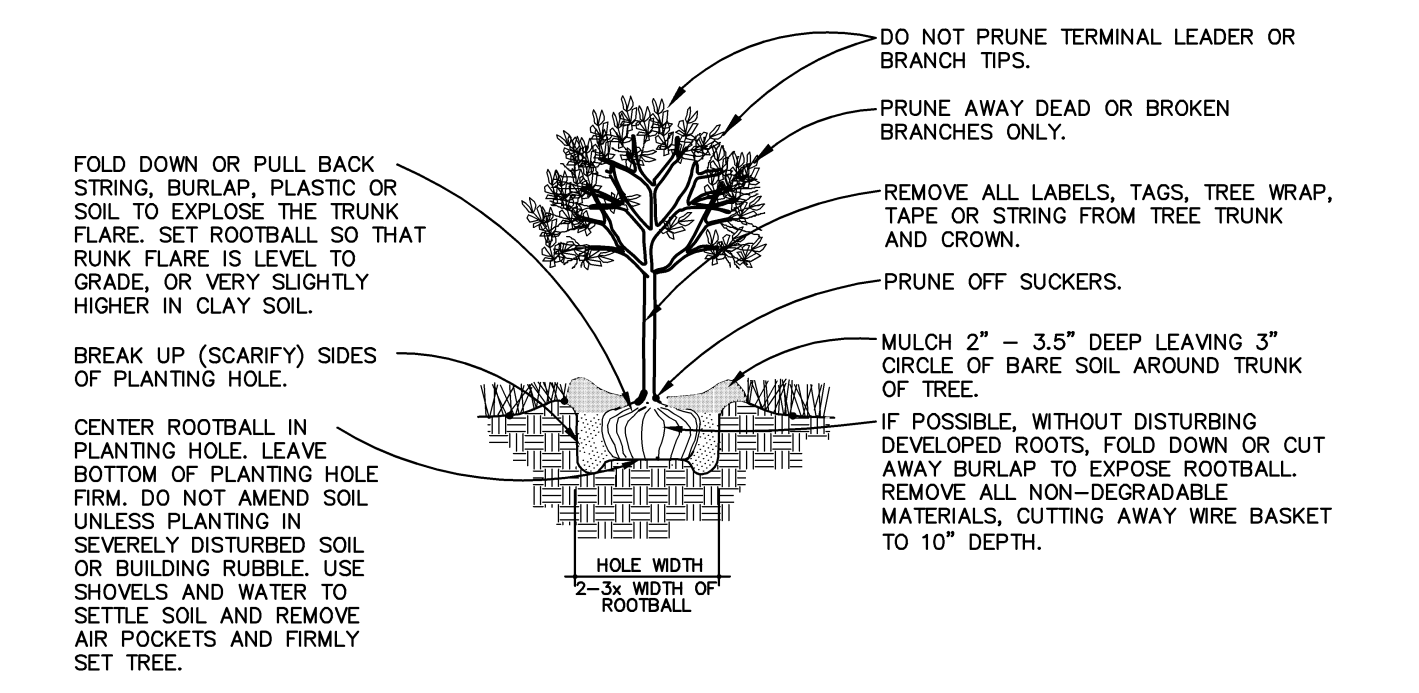 DO NOT PRUNE TERMINAL LEADER OR
BRANCH TIPS.
PRUNE AWAY DEAD OR BROKEN
BRANCHES ONLY.
FOLD DOWN OR PULL BACK
STRING, BURLAP, PLASTIC OR
SOIL TO EXPLOSE THE TRUNK
FLARE. SET ROOTBALL SO THAT
RUNK FLARE IS LEVEL TO
GRADE, OR VERY SLIGHTLY
HIGHER IN CLAY SOIL.
REMOVE ALL LABELS, TAGS, TREE WRAP,
TAPE OR STRING FROM TREE TRUNK
AND CROWN.
PRUNE OFF SUCKERS.
BREAK UP (SCARIFY) SIDES
OF PLANTING HOLE.
MULCH 2" – 3.5" DEEP LEAVING 3"
CIRCLE OF BARE SOIL AROUND TRUNK
OF TREE.
CENTER ROOTBALL IN
PLANTING HOLE. LEAVE
BOTTOM OF PLANTING HOLE
FIRM. DO NOT AMEND SOIL
UNLESS PLANTING IN
SEVERELY DISTURBED SOIL
OR BUILDING RUBBLE. USE
SHOVELS AND WATER TO
SETTLE SOIL AND REMOVE
AIR POCKETS AND FIRMLY
SET TREE.
IF POSSIBLE, WITHOUT DISTURBING
DEVELOPED ROOTS, FOLD DOWN OR CUT
AWAY BURLAP TO EXPOSE ROOTBALL.
REMOVE ALL NON–DEGRADABLE
MATERIALS, CUTTING AWAY WIRE BASKET
TO 10" DEPTH.
HOLE WIDTH
2–3x WIDTH OF
ROOTBALL